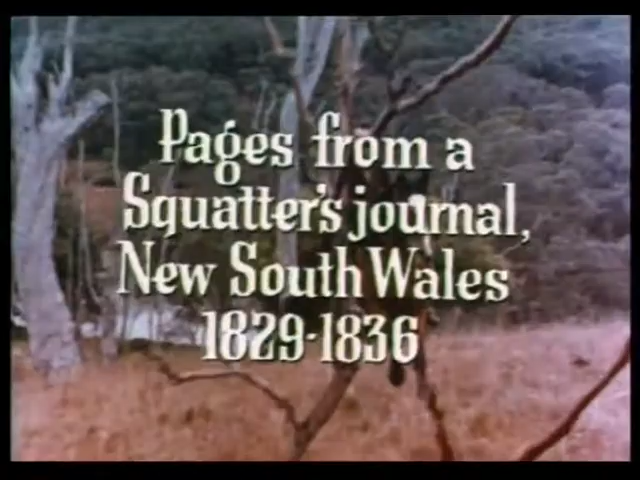 Pages from a
Squatter's journal,
New South Wales
1829-1836